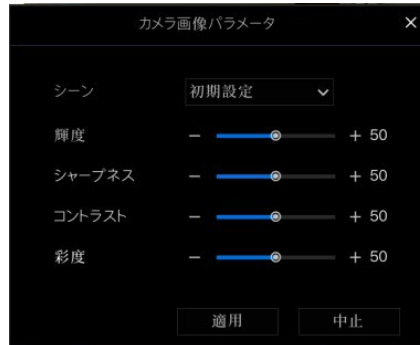 カメラ画像パラメータ ×
シーン 初期設定
輝度 − + 50
シャープネス − + 50
コントラスト − + 50
彩度 − + 50
適用 中止